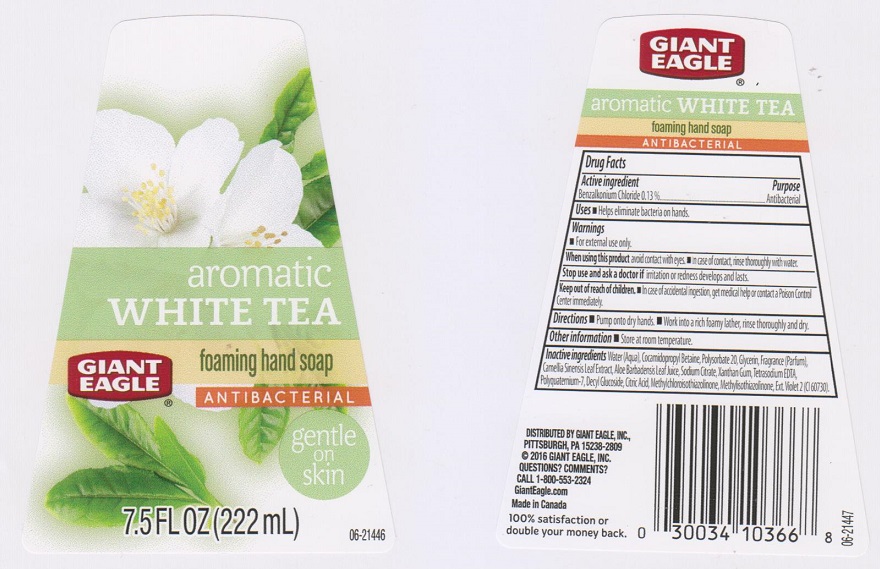 aromatic
WHITE TEA
foaming hand soap
GIANT
EAGLE
®
ANTIBACTERIAL
gentle
on
skin
7.5 FL OZ (222 mL)
06-21446
GIANT
EAGLE
®
aromatic WHITE TEA
foaming hand soap
ANTIBACTERIAL
Drug Facts
Active ingredient Purpose
Benzalkonium Chloride 0.13 % Antibacterial
Uses ■ Helps eliminate bacteria on hands.
Warnings
■ For external use only.
When using this product avoid contact with eyes. ■ In case of contact, rinse thoroughly with water.
Stop use and ask a doctor if irritation or redness develops and lasts.
Keep out of reach of children. ■ In case of accidental ingestion, get medical help or contact a Poison Control
Center immediately.
Directions ■ Pump onto dry hands. ■ Work into a rich foamy lather, rinse thoroughly and dry.
Other information ■ Store at room temperature.
Inactive ingredients Water (Aqua), Cocamidopropyl Betaine, Polysorbate 20, Glycerin, Fragrance (Parfum),
Camellia Sinensis Leaf Extract, Aloe Barbadensis Leaf Juice, Sodium Citrate, Xanthan Gum, Tetrasodium EDTA,
Polyquaternium-7, Decyl Glucoside, Citric Acid, Methylchloroisothiazolinone, Methylisothiazolinone, Ext. Violet 2 (CI 60730).
DISTRIBUTED BY GIANT EAGLE, INC.,
PITTSBURGH, PA 15238-2809
© 2016 GIANT EAGLE, INC.
QUESTIONS? COMMENTS?
CALL 1-800-553-2324
GiantEagle.com
Made in Canada
100% satisfaction or
double your money back.
0 30034 10366 8
06-21447